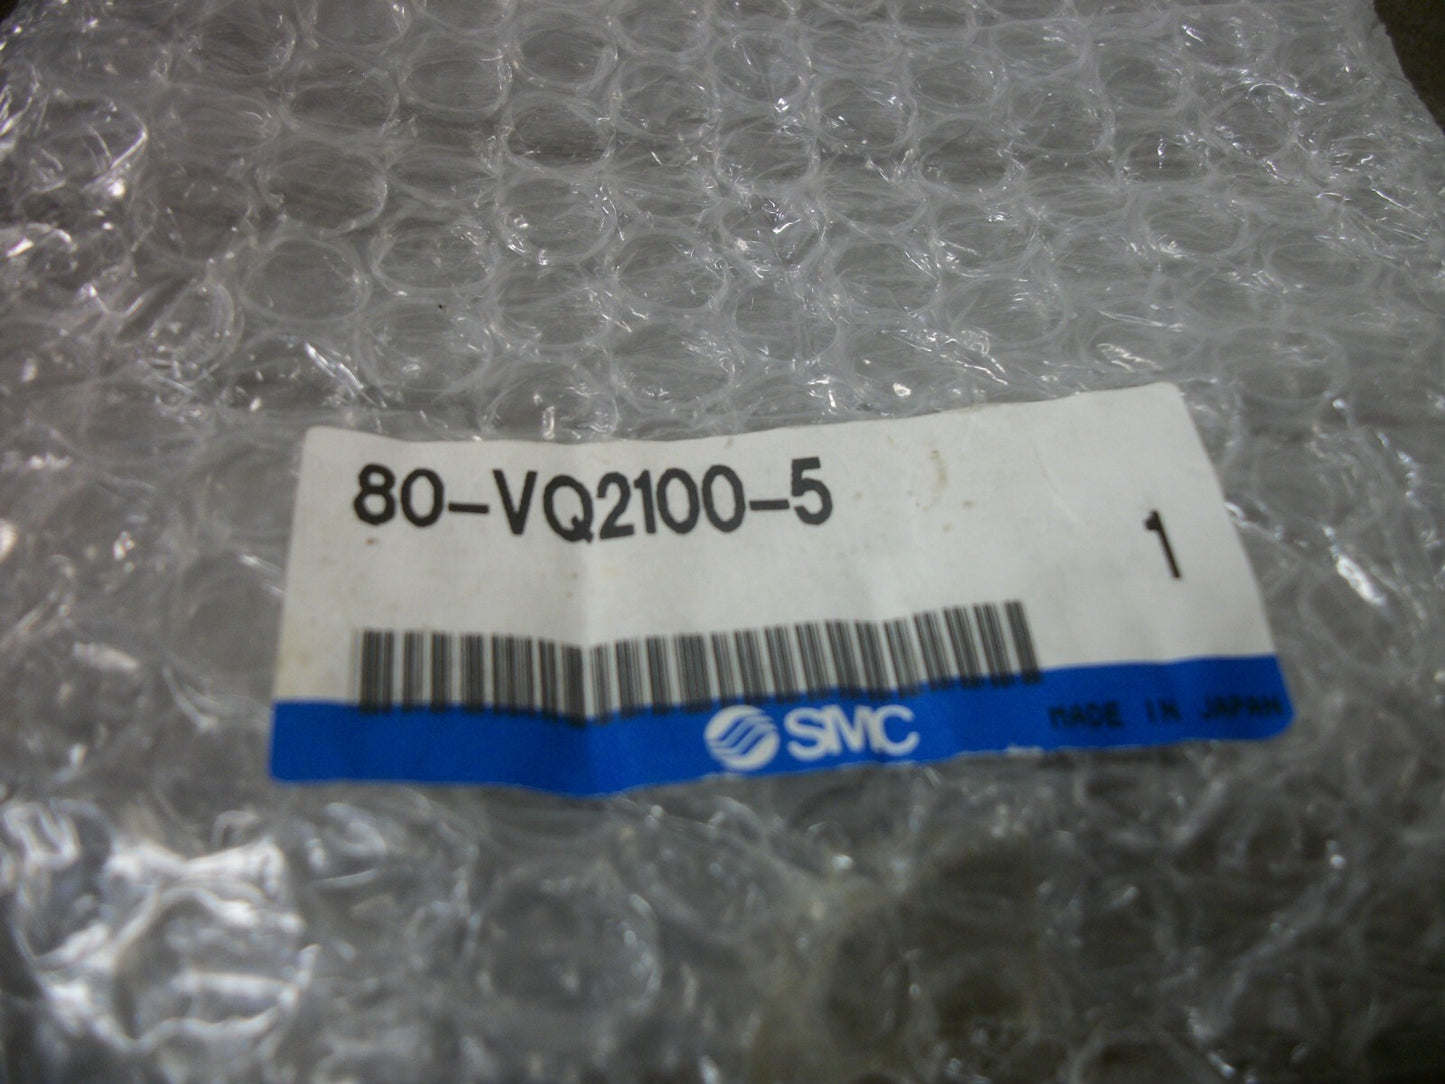 80-VQ2100-5
1
SMC
MADE IN JAPAN